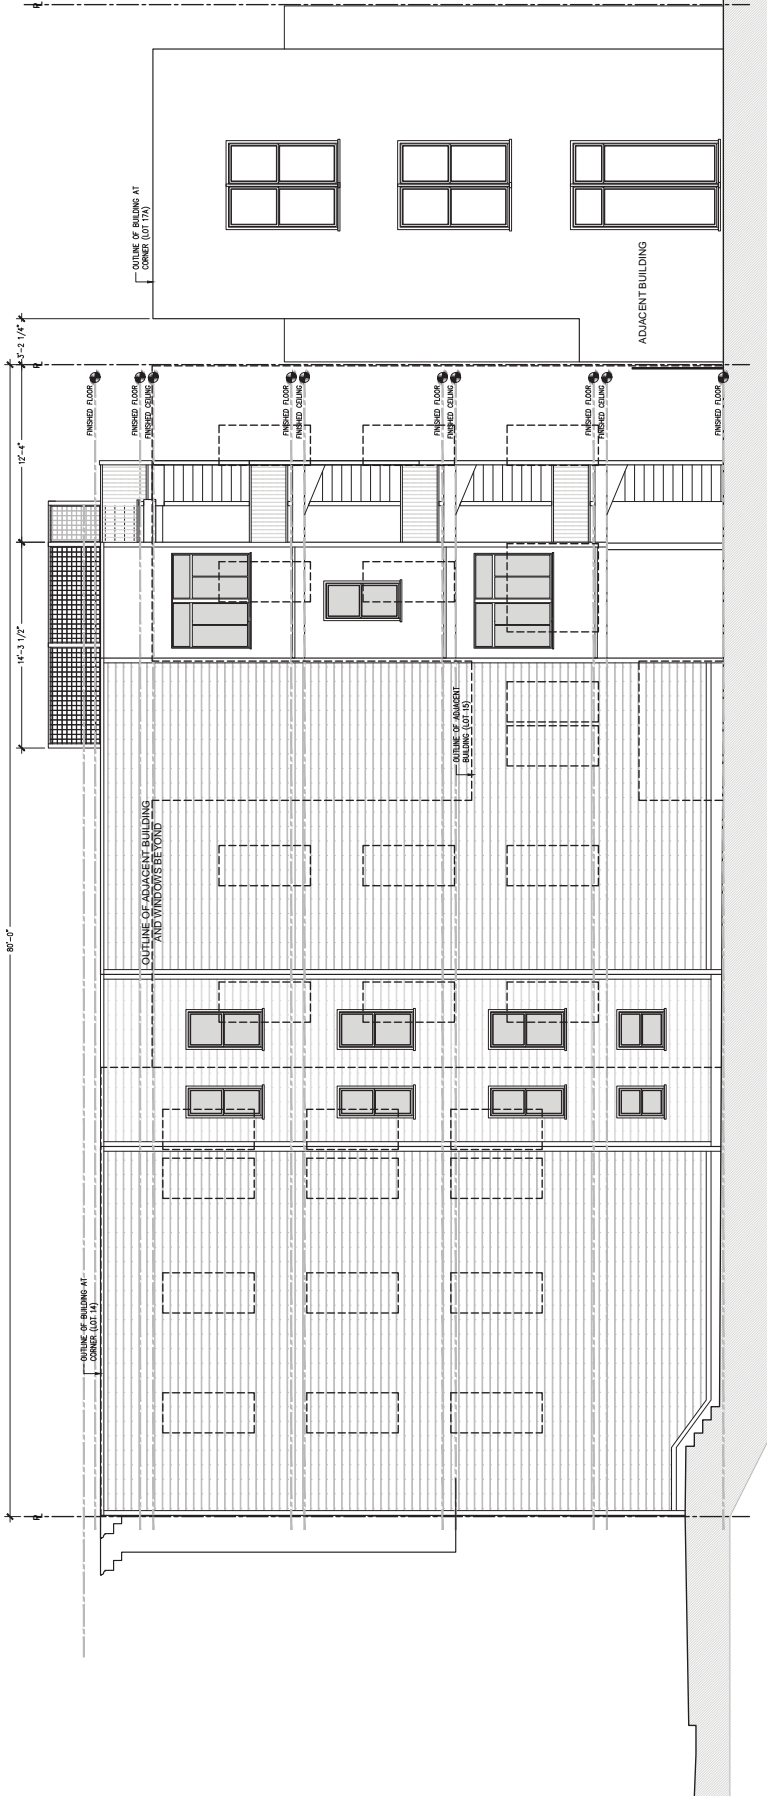 PL
OUTLINE OF BUILDING AT
CORNER (LOT 17A)
ADJACENT BUILDING
3'-2 1/4"
PL
FINISHED FLOOR
FINISHED FLOOR
FINISHED CEILING
FINISHED FLOOR
FINISHED CEILING
FINISHED FLOOR
FINISHED CEILING
FINISHED FLOOR
FINISHED CEILING
FINISHED FLOOR
12'-4"
14'-3 1/2"
OUTLINE OF ADJACENT
BUILDING (LOT 15)
OUTLINE OF ADJACENT BUILDING
AND WINDOWS BEYOND
80'-0"
OUTLINE OF BUILDING AT
CORNER (LOT 14)
PL